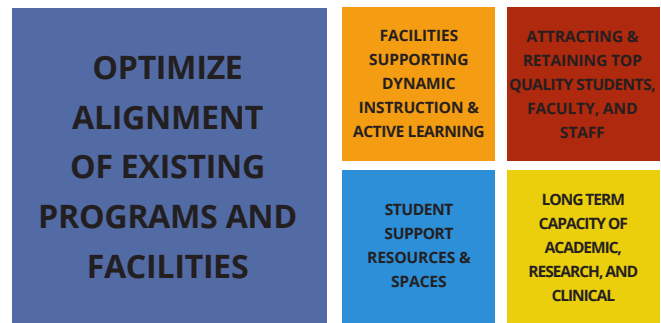 OPTIMIZE
ALIGNMENT
OF EXISTING
PROGRAMS AND
FACILITIES
FACILITIES
SUPPORTING
DYNAMIC
INSTRUCTION &
ACTIVE LEARNING
ATTRACTING &
RETAINING TOP
QUALITY STUDENTS,
FACULTY, AND
STAFF
STUDENT
SUPPORT
RESOURCES &
SPACES
LONG TERM
CAPACITY OF
ACADEMIC,
RESEARCH, AND
CLINICAL